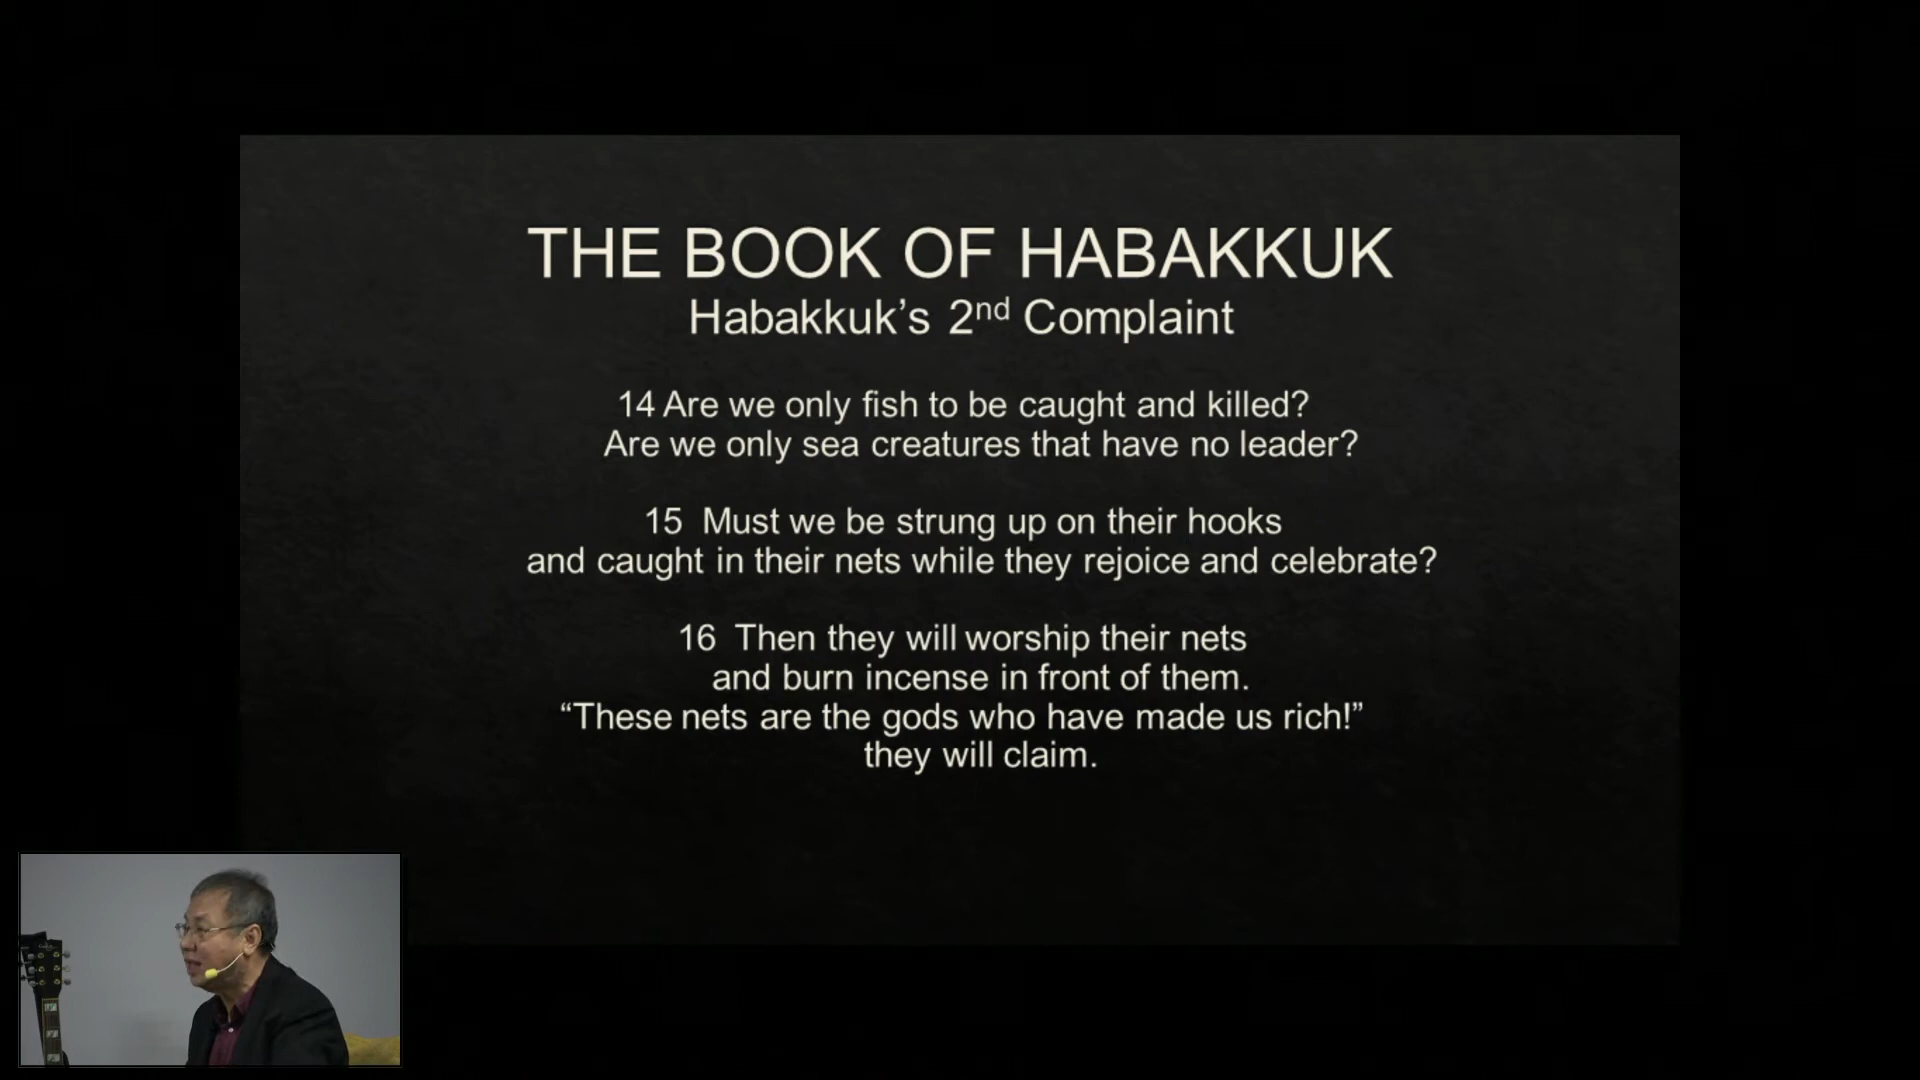 THE BOOK OF HABAKKUK
Habakkuk’s 2nd Complaint
14 Are we only fish to be caught and killed?
Are we only sea creatures that have no leader?
15 Must we be strung up on their hooks
and caught in their nets while they rejoice and celebrate?
16 Then they will worship their nets
and burn incense in front of them.
“These nets are the gods who have made us rich!”
they will claim.